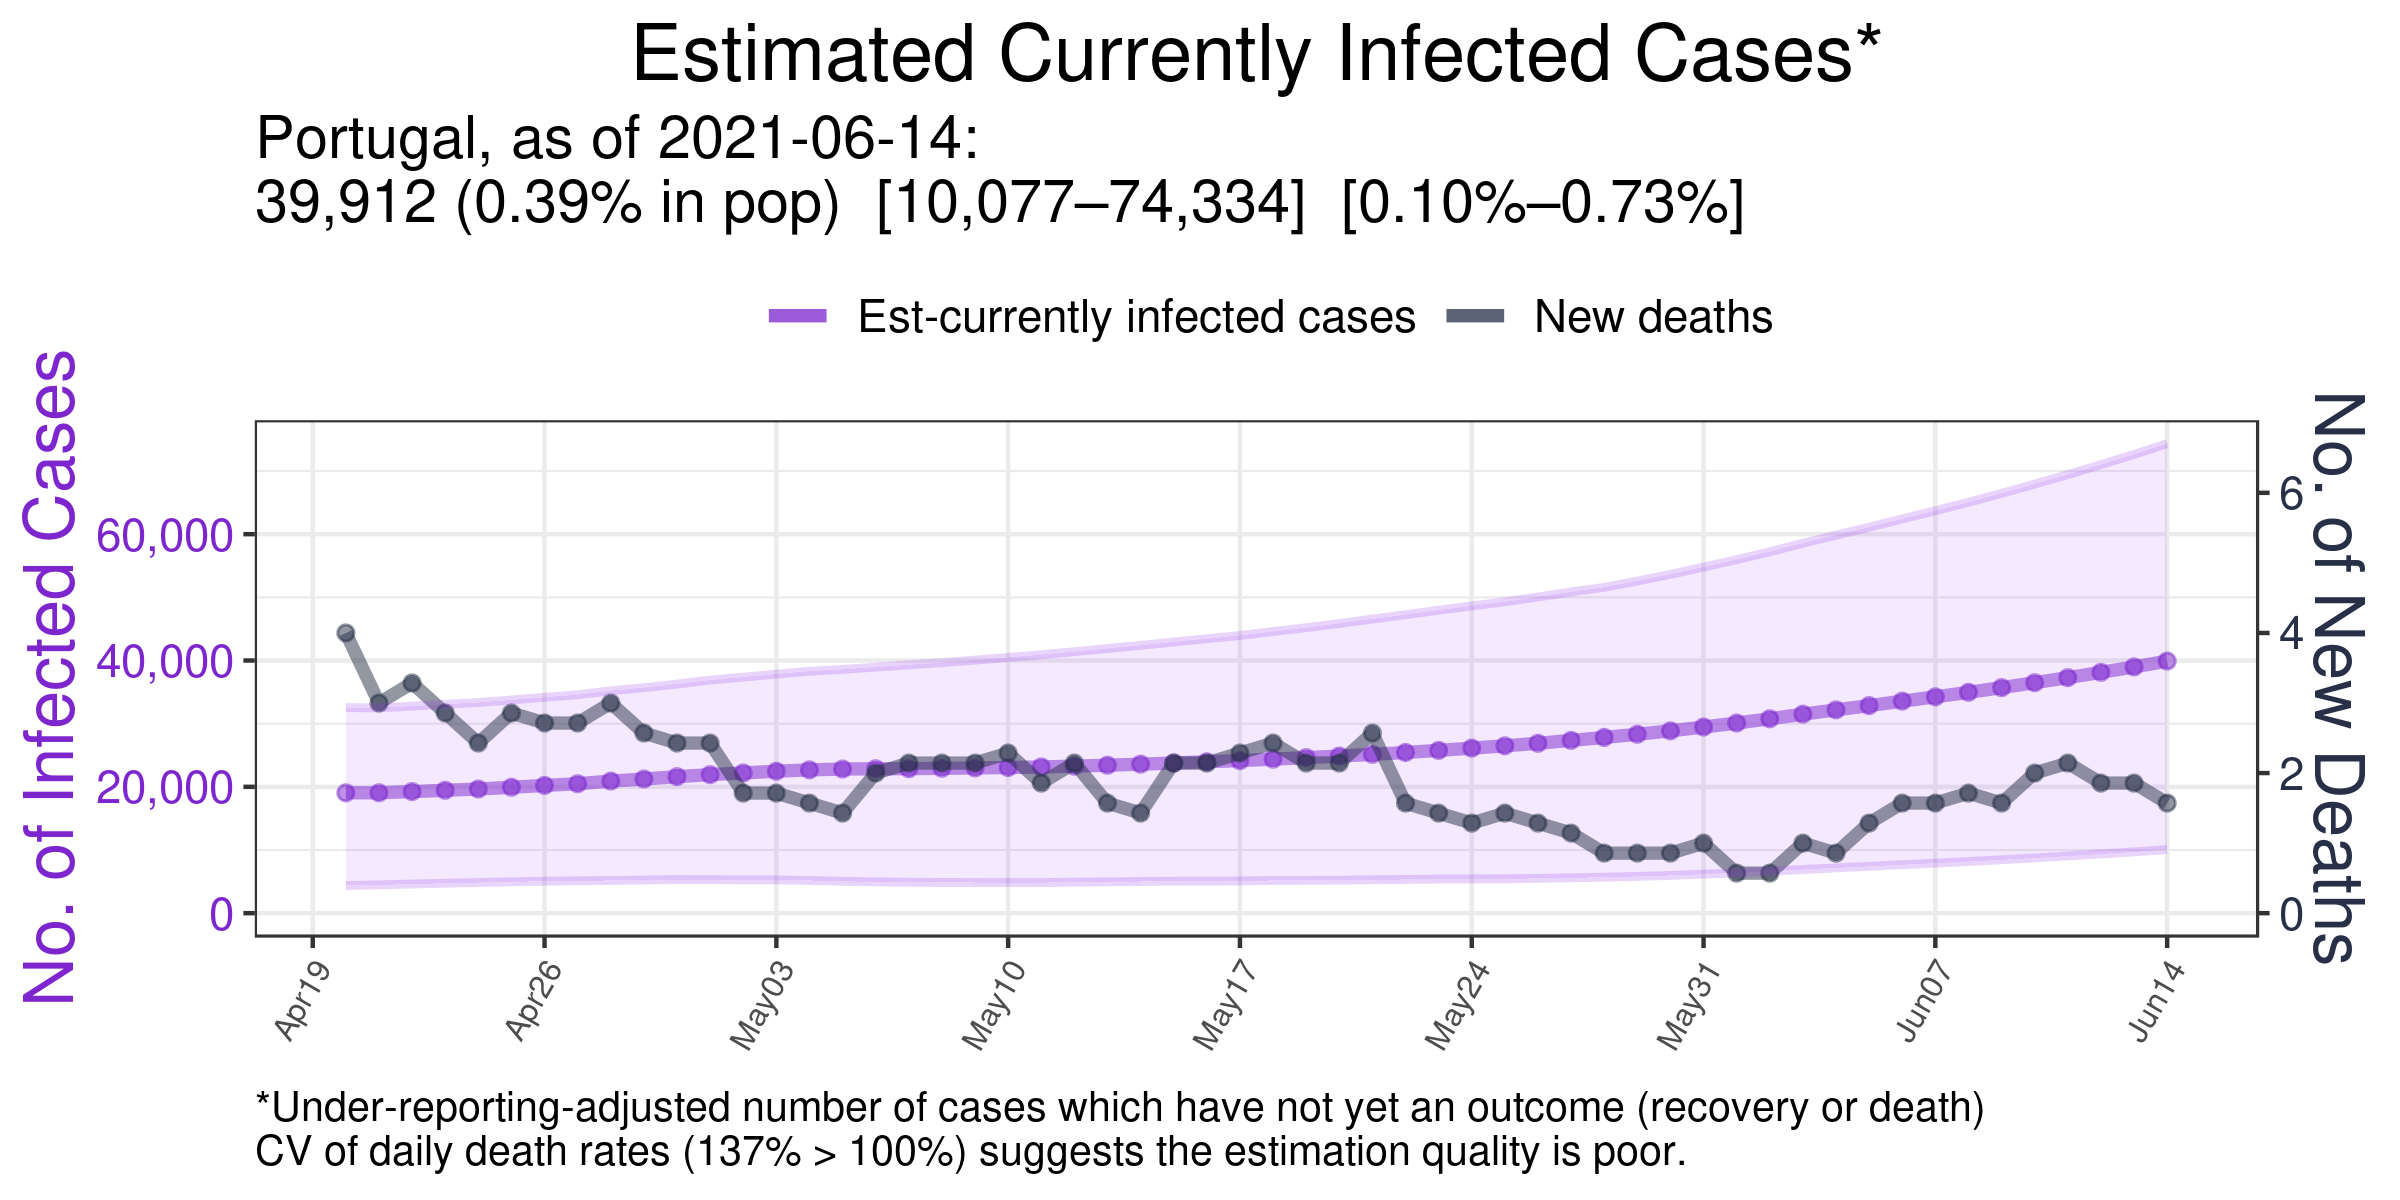 Estimated Currently Infected Cases*
Portugal, as of 2021-06-14:
39,912 (0.39% in pop)  [10,077–74,334]  [0.10%–0.73%]
Est-currently infected cases
New deaths
No. of Infected Cases
60,000
40,000
20,000
0
No. of New Deaths
6
4
2
0
Apr19
Apr26
May03
May10
May17
May24
May31
Jun07
Jun14
*Under-reporting-adjusted number of cases which have not yet an outcome (recovery or death)
CV of daily death rates (137% > 100%) suggests the estimation quality is poor.